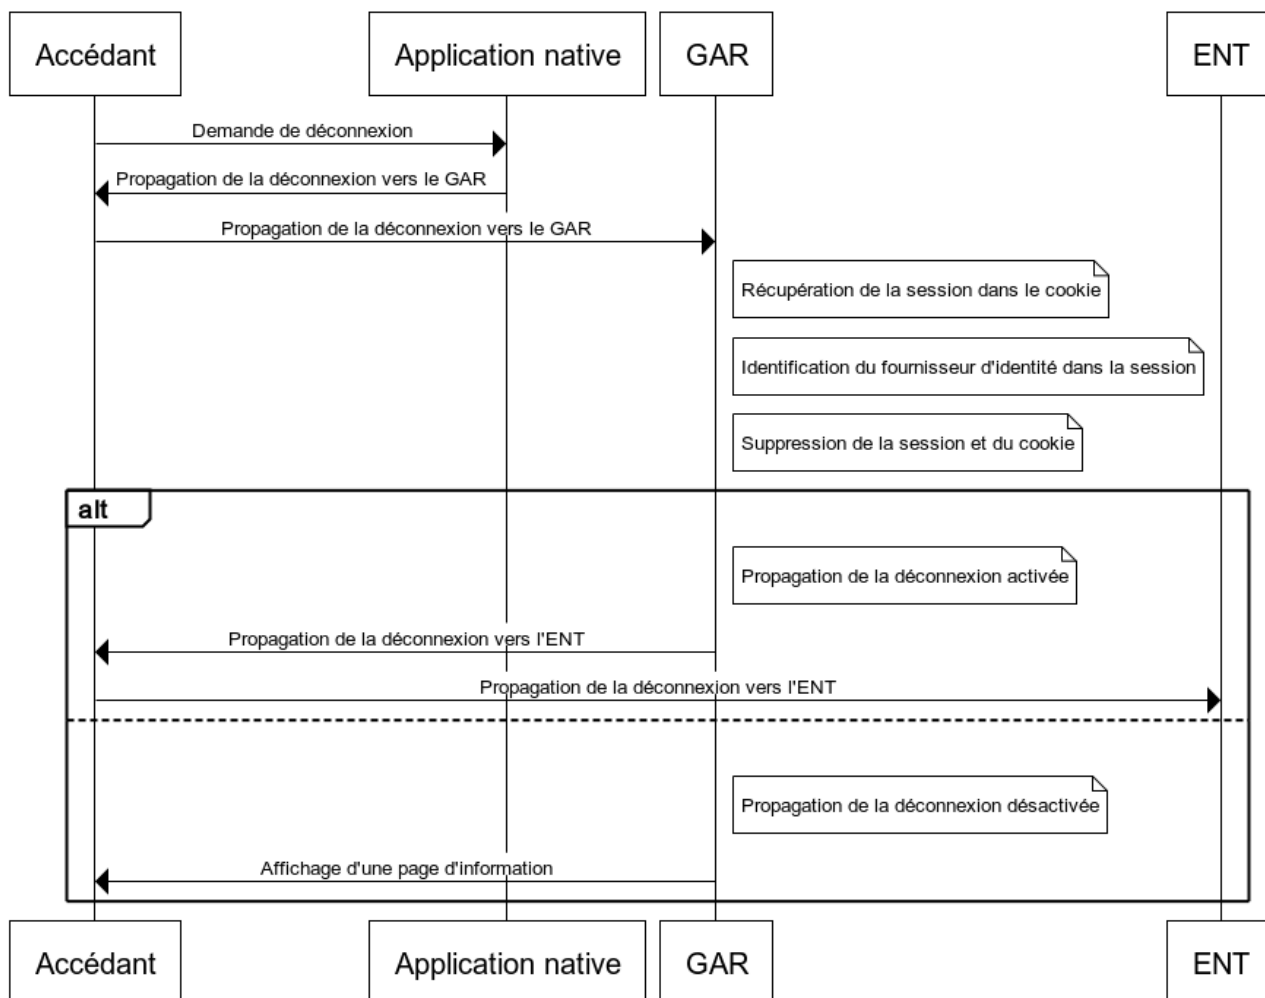 Accédant
Application native
GAR
ENT
Demande de déconnexion
Propagation de la déconnexion vers le GAR
Propagation de la déconnexion vers le GAR
Récupération de la session dans le cookie
Identification du fournisseur d'identité dans la session
Suppression de la session et du cookie
alt
Propagation de la déconnexion activée
Propagation de la déconnexion vers l'ENT
Propagation de la déconnexion vers l'ENT
Propagation de la déconnexion désactivée
Affichage d'une page d'information
Accédant
Application native
GAR
ENT